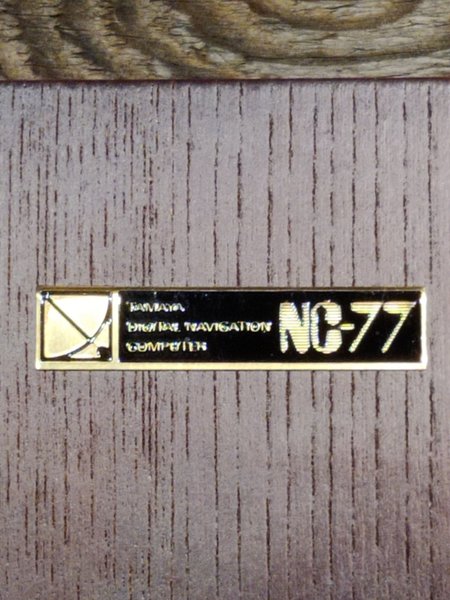 TAMAYA
DIGITAL NAVIGATION
COMPUTER
NC-77